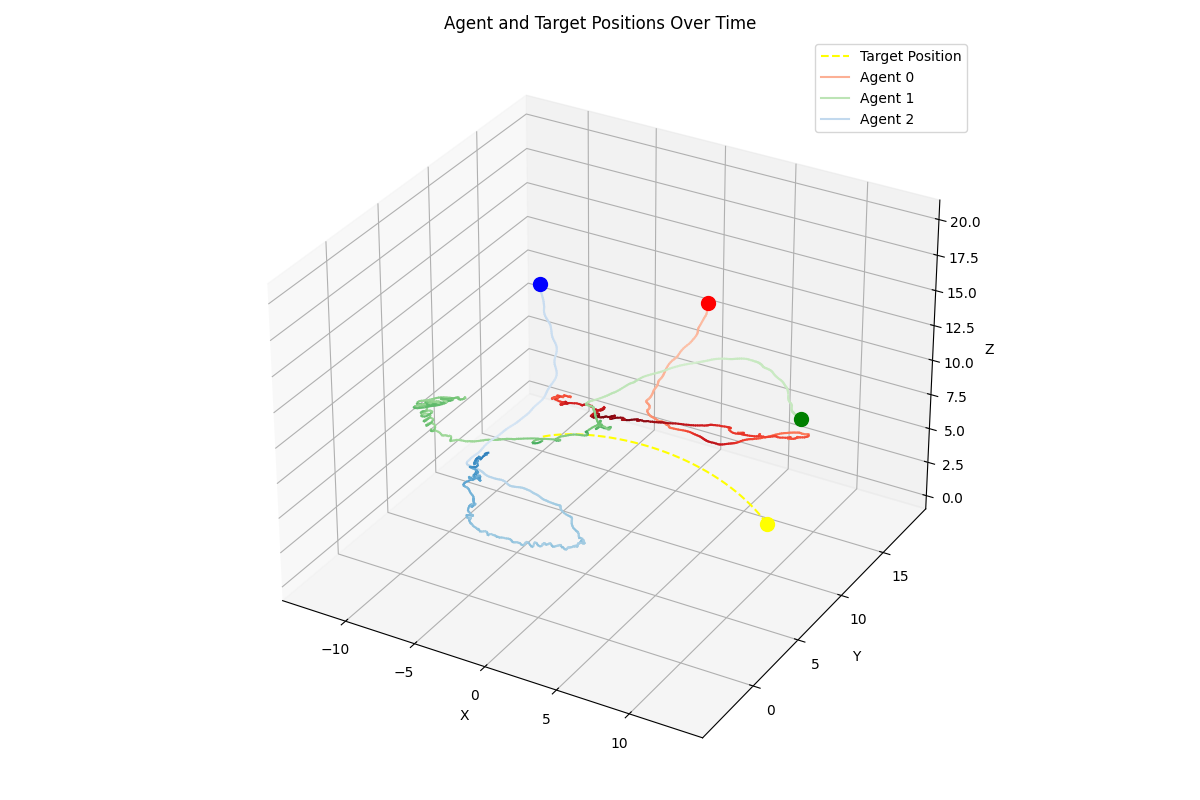 Agent and Target Positions Over Time
Target Position
Agent 0
Agent 1
Agent 2
20.0
17.5
15.0
Z
12.5
10.0
7.5
5.0
2.5
0.0
15
10
Y
5
0
−10
−5
0
X
5
10